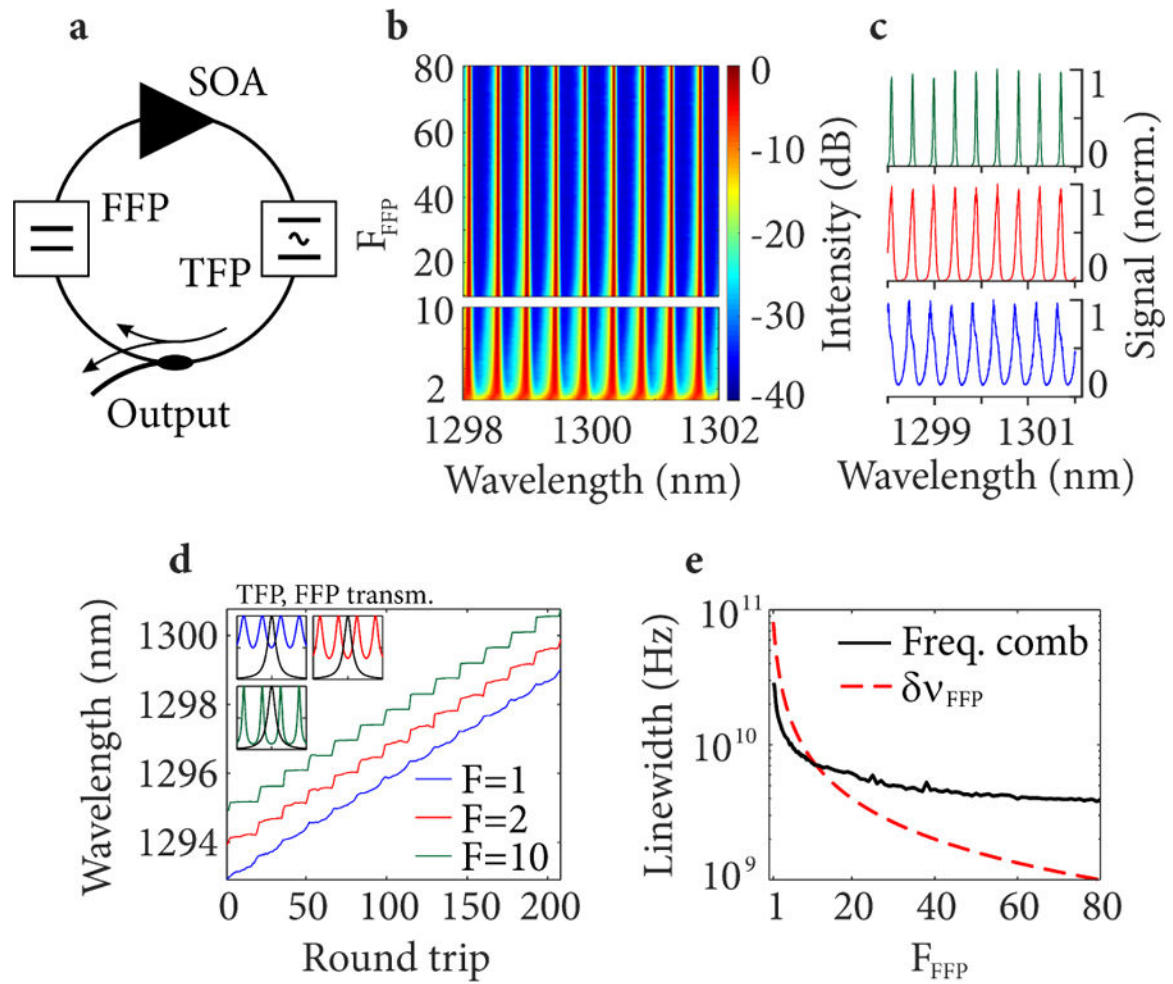 a
SOA
FFP
TFP
Output
b
80
60
40
20
10
2
F_FFP
1298 1300 1302
Wavelength (nm)
0
-10
-20
-30
-40
Intensity (dB)
c
1
0
1
0
1
0
Signal (norm.)
1299 1301
Wavelength (nm)
d
TFP, FFP transm.
1300
1298
1296
1294
Wavelength (nm)
F=1
F=2
F=10
0 50 100 150 200
Round trip
e
10^11
10^10
10^9
Linewidth (Hz)
Freq. comb
δν_FFP
1 20 40 60 80
F_FFP